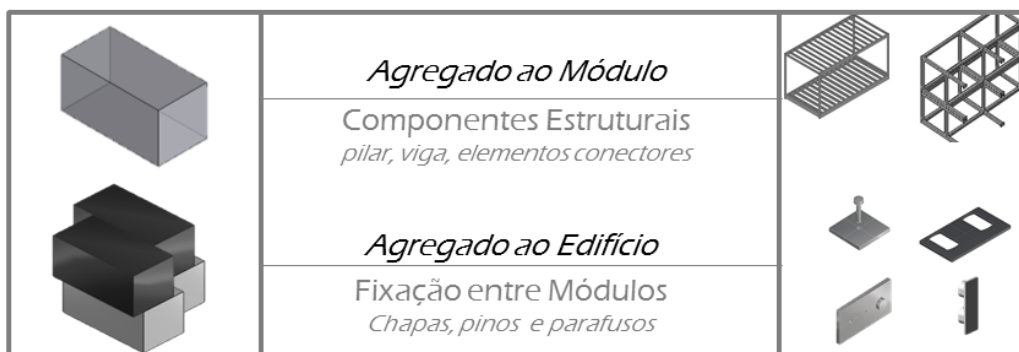 Agregado ao Módulo
Componentes Estruturais
pilar, viga, elementos conectores
Agregado ao Edifício
Fixação entre Módulos
Chapas, pinos e parafusos